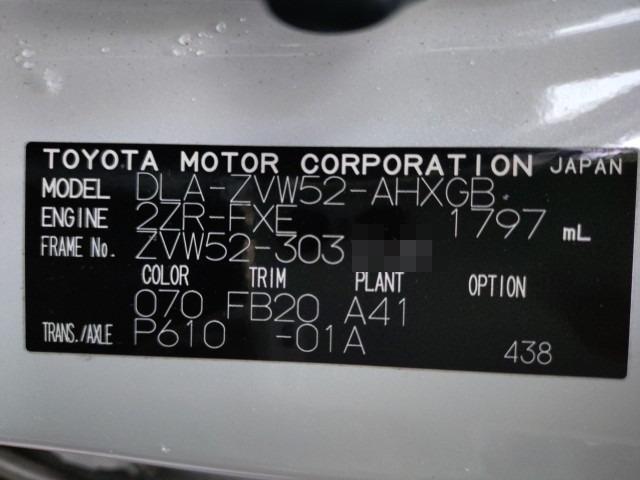 TOYOTA MOTOR CORPORATION JAPAN
MODEL DLA-ZVW52-AHXGB
ENGINE 2ZR-FXE 1797 mL
FRAME No. ZVW52-303
COLOR TRIM PLANT OPTION
070 FB20 A41
TRANS./AXLE P610 -01A
438